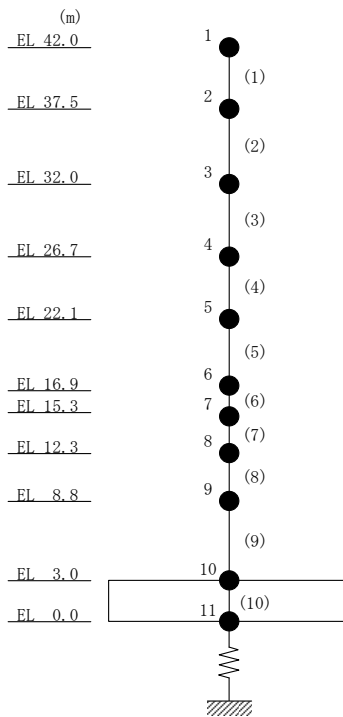 (m)
EL 42.0
1
(1)
EL 37.5
2
(2)
EL 32.0
3
(3)
EL 26.7
4
(4)
EL 22.1
5
(5)
EL 16.9
6
(6)
EL 15.3
7
(7)
EL 12.3
8
(8)
EL 8.8
9
(9)
EL 3.0
10
(10)
EL 0.0
11